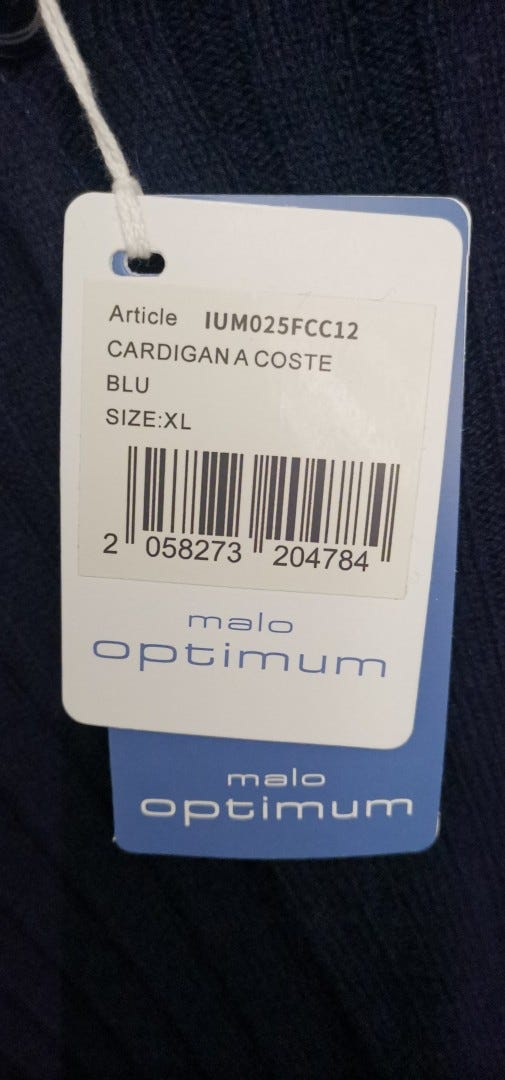 Article IUM025FCC12
CARDIGAN A COSTE
BLU
SIZE:XL
2 058273 204784
malo
optimum
malo
optimum